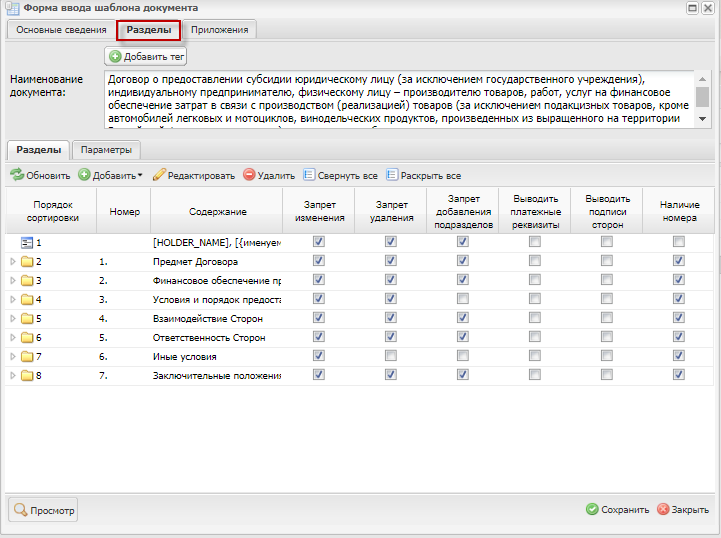 Форма ввода шаблона документа
Основные сведения Разделы Приложения
Добавить тег
Наименование документа:
Договор о предоставлении субсидии юридическому лицу (за исключением государственного учреждения),
индивидуальному предпринимателю, физическому лицу – производителю товаров, работ, услуг на финансовое
обеспечение затрат в связи с производством (реализацией) товаров (за исключением подакцизных товаров, кроме
автомобилей легковых и мотоциклов, винодельческих продуктов, произведенных из выращенного на территории
Разделы Параметры
Обновить Добавить Редактировать Удалить Свернуть все Раскрыть все
Порядок сортировки Номер Содержание Запрет изменения Запрет удаления Запрет добавления подразделов Выводить платежные реквизиты Выводить подписи сторон Наличие номера
1 [HOLDER_NAME], [{именуем
2 1. Предмет Договора
3 2. Финансовое обеспечение пр
4 3. Условия и порядок предоста
5 4. Взаимодействие Сторон
6 5. Ответственность Сторон
7 6. Иные условия
8 7. Заключительные положения
Просмотр Сохранить Закрыть